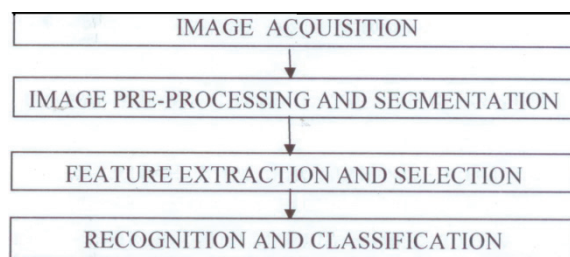 IMAGE ACQUISITION
IMAGE PRE-PROCESSING AND SEGMENTATION
FEATURE EXTRACTION AND SELECTION
RECOGNITION AND CLASSIFICATION